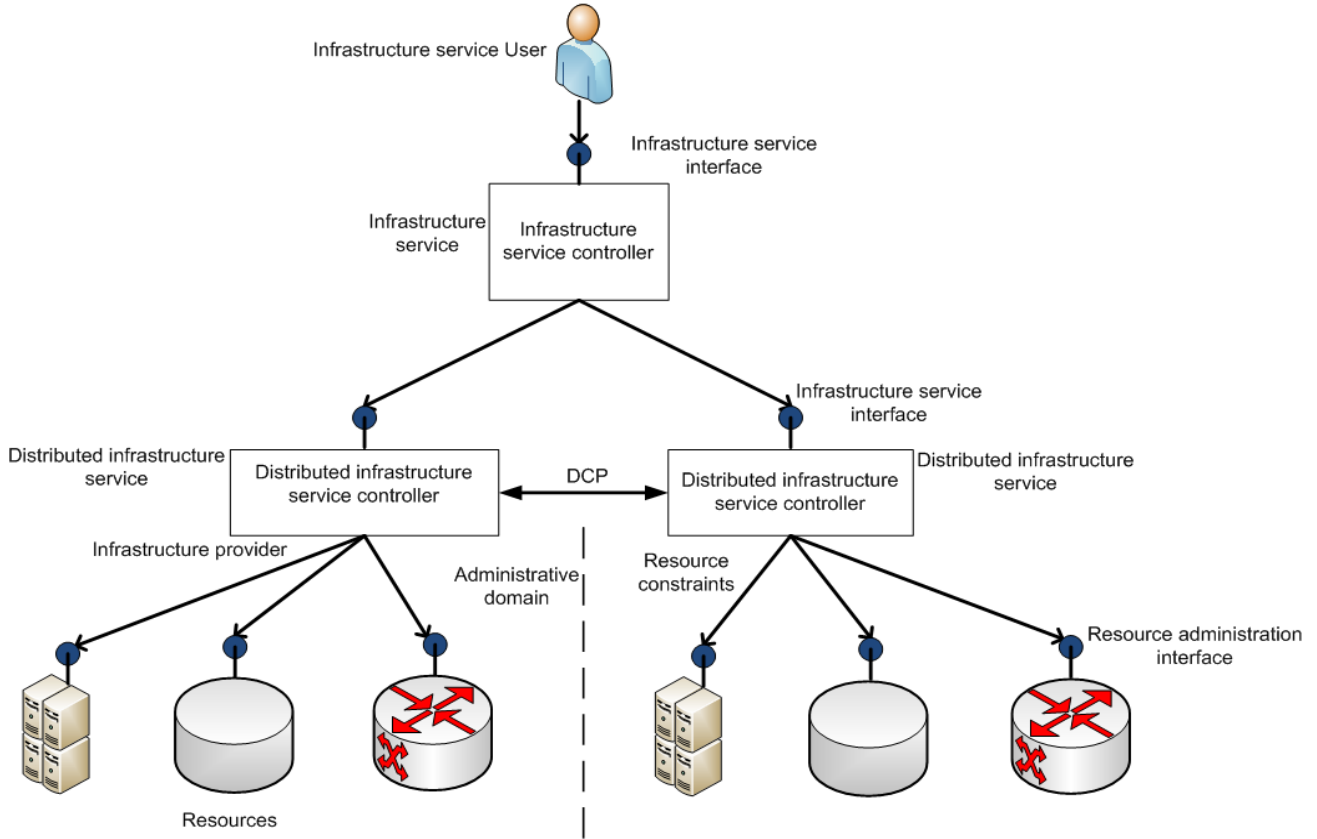 Infrastructure service User
Infrastructure service
interface
Infrastructure
service
Infrastructure
service controller
Infrastructure service
interface
Distributed infrastructure
service
Distributed infrastructure
service controller
DCP
Distributed infrastructure
service controller
Distributed infrastructure
service
Infrastructure provider
Administrative
domain
Resource
constraints
Resource administration
interface
Resources